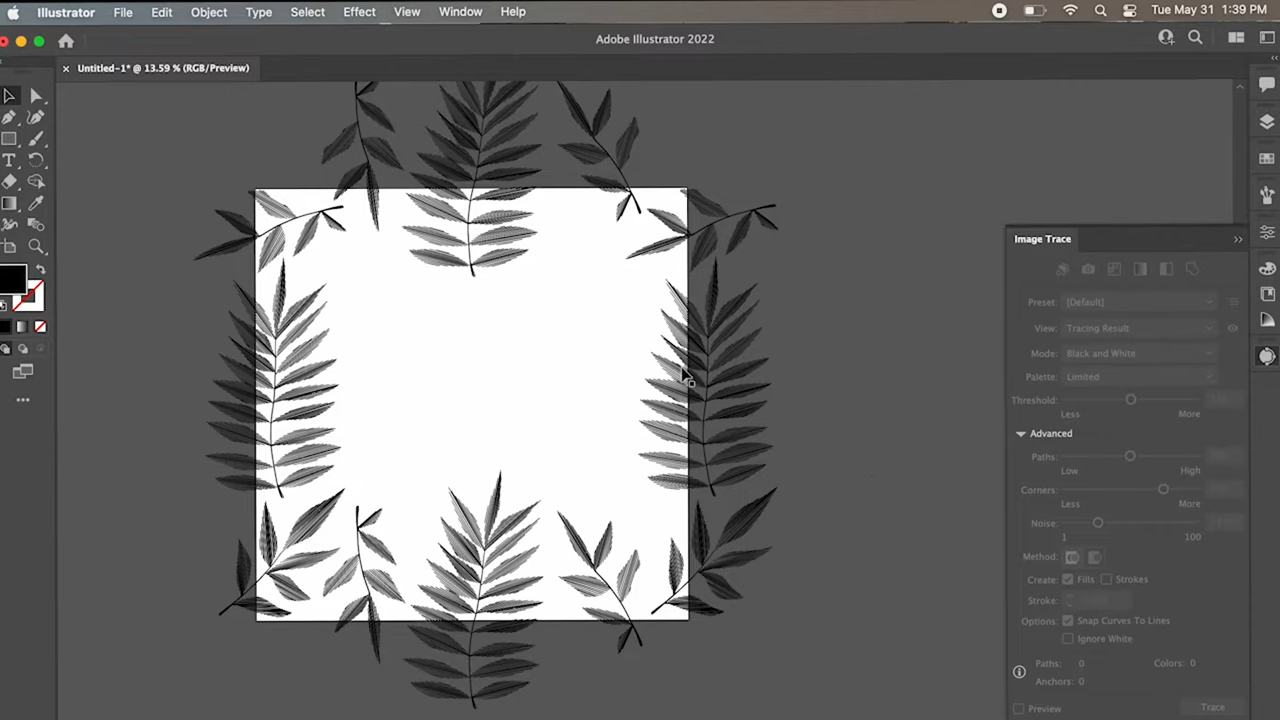 Illustrator File Edit Object Type Select Effect View Window Help Tue May 31 1:39 PM
Adobe Illustrator 2022
× Untitled-1* @ 13.59 % (RGB/Preview)
Image Trace
Preset: [Default]
View: Tracing Result
Mode: Black and White
Palette: Limited
Threshold:
Less More
Advanced
Paths:
Low High
Corners:
Less More
Noise:
1 100
Method:
Create: Fills Strokes
Stroke:
Options: Snap Curves To Lines
Ignore White
Paths: 0 Colors: 0
Anchors: 0
Preview Trace